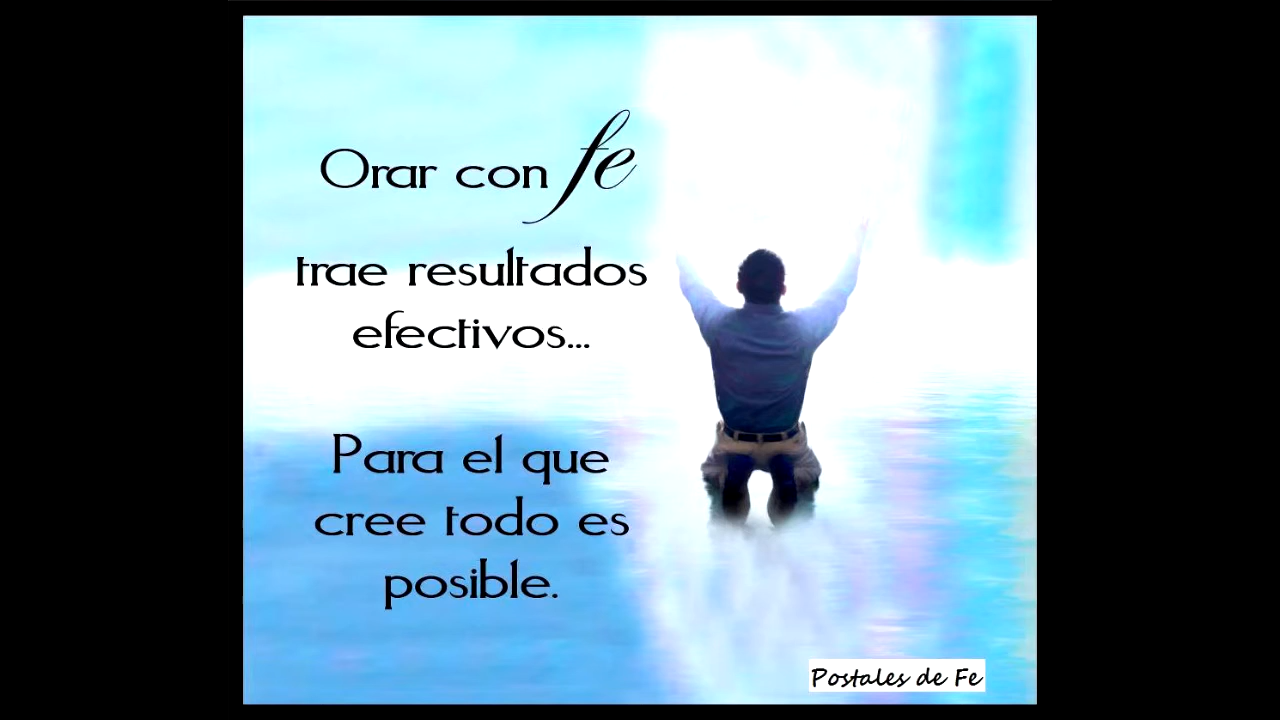 Orar con fe
trae resultados
efectivos...
Para el que
cree todo es
posible.
Postales de Fe